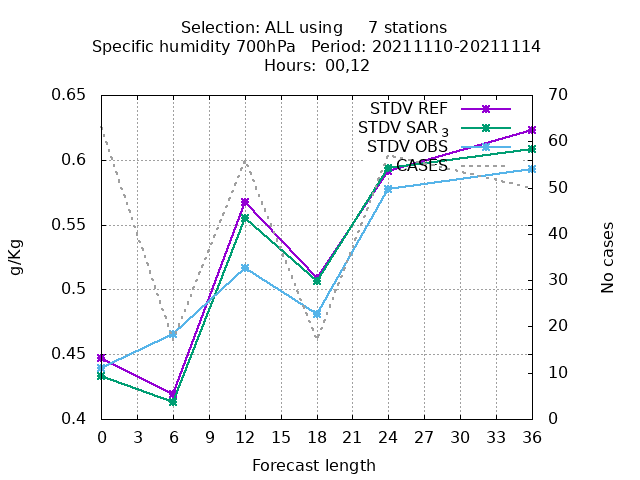 Selection: ALL using 7 stations
Specific humidity 700hPa Period: 20211110-20211114
Hours: 00,12
0.65
0.6
0.55
0.5
0.45
0.4
g/Kg
70
60
50
40
30
20
10
0
No cases
STDV REF
STDV SAR3
STDV OBS
CASES
0 3 6 9 12 15 18 21 24 27 30 33 36
Forecast length